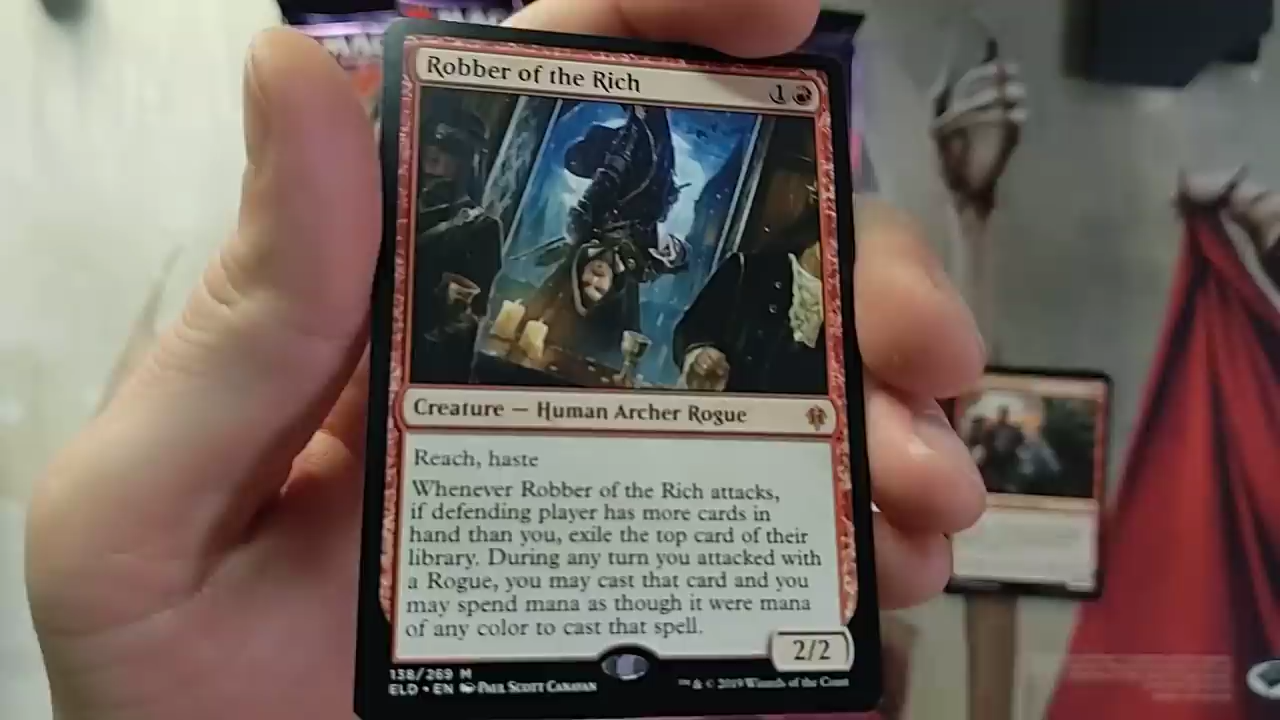 MAG
MAG
Robber of the Rich
1
Creature — Human Archer Rogue
Reach, haste
Whenever Robber of the Rich attacks,
if defending player has more cards in
hand than you, exile the top card of their
library. During any turn you attacked with
a Rogue, you may cast that card and you
may spend mana as though it were mana
of any color to cast that spell.
2/2
138/269 M
ELD • EN Paul Scott Canavan
™ & © 2019 Wizards of the Coast